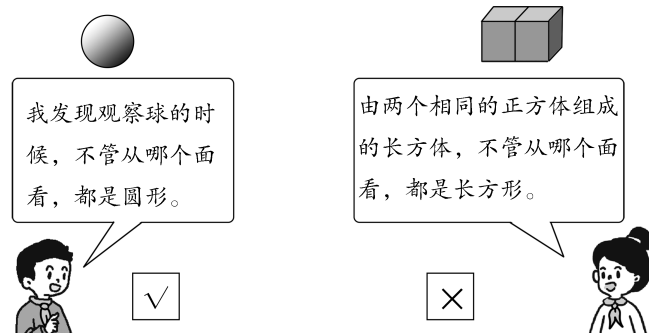 我发现观察球的时
候，不管从哪个面
看，都是圆形。
由两个相同的正方体组成
的长方体，不管从哪个面
看，都是长方形。
√
×